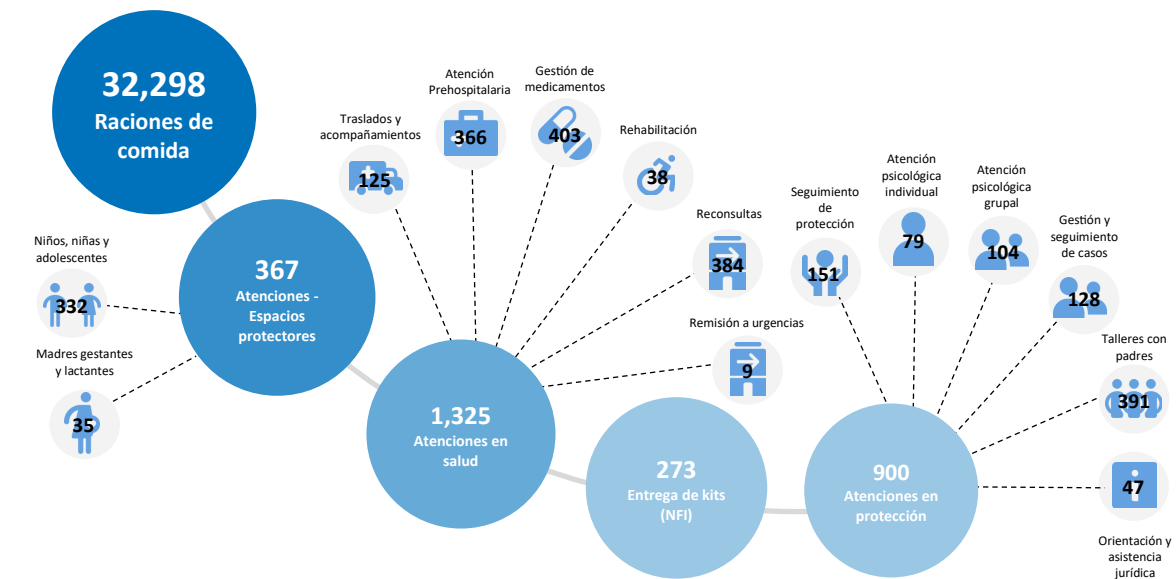 32,298
Raciones de
comida
Niños, niñas y
adolescentes
332
Madres gestantes
y lactantes
35
367
Atenciones -
Espacios
protectores
Traslados y
acompañamientos
125
Atención
Prehospitalaria
366
Gestión de
medicamentos
403
Rehabilitación
38
Reconsultas
384
Remisión a urgencias
9
1,325
Atenciones en
salud
273
Entrega de kits
(NFI)
Seguimiento
de
protección
151
Atención
psicológica
individual
79
Atención
psicológica
grupal
104
Gestión y
seguimiento
de casos
128
Talleres con
padres
391
47
Orientación y
asistencia
jurídica
900
Atenciones en
protección